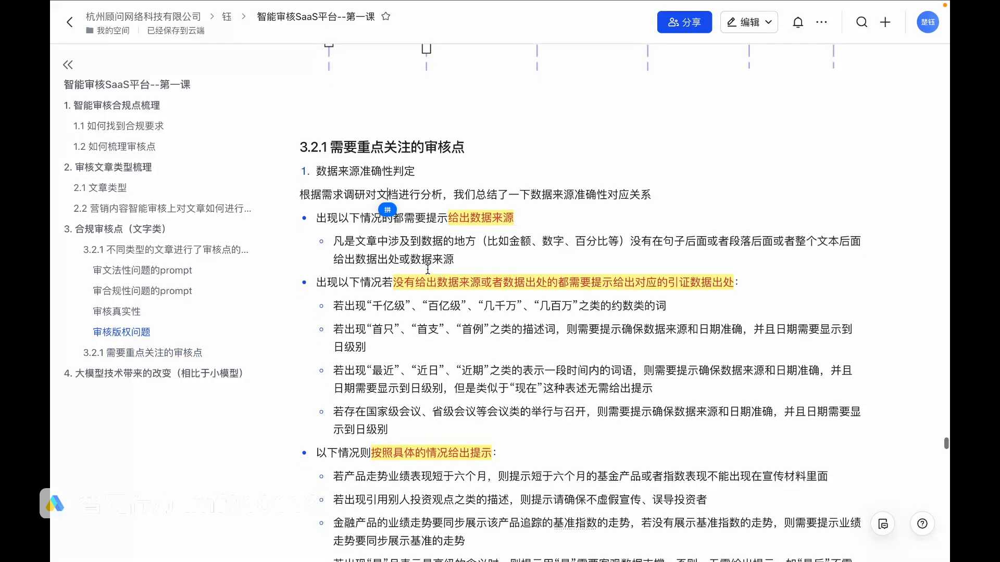 杭州顾问网络科技有限公司 > 钰 > 智能审核SaaS平台--第一课
我的空间 | 已经保存到云端
分享
编辑
楚钰
智能审核SaaS平台--第一课
1. 智能审核合规点梳理
1.1 如何找到合规要求
1.2 如何梳理审核点
2. 审核文章类型梳理
2.1 文章类型
2.2 营销内容智能审核上对文章如何进行...
3. 合规审核点（文字类）
3.2.1 不同类型的文章进行了审核点的...
审文法性问题的prompt
审合规性问题的prompt
审核真实性
审核版权问题
3.2.1 需要重点关注的审核点
4. 大模型技术带来的改变（相比于小模型）
3.2.1 需要重点关注的审核点
1. 数据来源准确性判定
根据需求调研对文档进行分析，我们总结了一下数据来源准确性对应关系
拼
• 出现以下情况的都需要提示给出数据来源
◦ 凡是文章中涉及到数据的地方（比如金额、数字、百分比等）没有在句子后面或者段落后面或者整个文本后面
给出数据出处或数据来源
• 出现以下情况若没有给出数据来源或者数据出处的都需要提示给出对应的引证数据出处：
◦ 若出现“千亿级”、“百亿级”、“几千万”、“几百万”之类的约数类的词
◦ 若出现“首只”、“首支”、“首例”之类的描述词，则需要提示确保数据来源和日期准确，并且日期需要显示到
日级别
◦ 若出现“最近”、“近日”、“近期”之类的表示一段时间内的词语，则需要提示确保数据来源和日期准确，并且
日期需要显示到日级别，但是类似于“现在”这种表述无需给出提示
◦ 若存在国家级会议、省级会议等会议类的举行与召开，则需要提示确保数据来源和日期准确，并且日期需要显
示到日级别
• 以下情况则按照具体的情况给出提示：
◦ 若产品走势业绩表现短于六个月，则提示短于六个月的基金产品或者指数表现不能出现在宣传材料里面
◦ 若出现引用别人投资观点之类的描述，则提示请确保不虚假宣传、误导投资者
◦ 金融产品的业绩走势要同步展示该产品追踪的基准指数的走势，若没有展示基准指数的走势，则需要提示业绩
走势要同步展示基准的走势